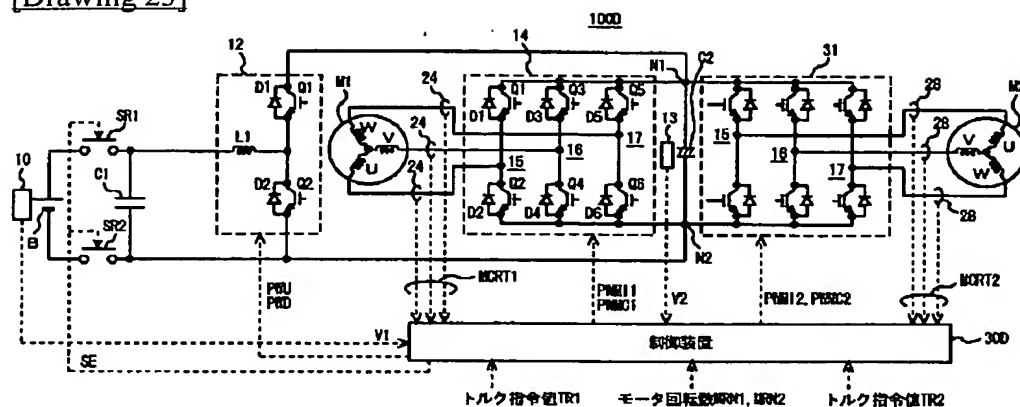 [Drawing 25]
100D
12
14
N1
C2
31
D1
Q1
M1
24
Q1
Q3
Q5
28
D1
D3
D5
13
SR1
W
V
U
24
16
17
15
28
10
L1
15
16
V
U
W
C1
D2
Q2
24
Q2
Q4
Q6
17
B
SR2
D2
D4
D6
28
N2
PWU
PWD
MCRT1
PWMI1
PWMC1
V2
PWMI2, PWMC2
MCRT2
V1
制御装置
30D
SE
トルク指令値TR1
モータ回転数MRN1, MRN2
トルク指令値TR2